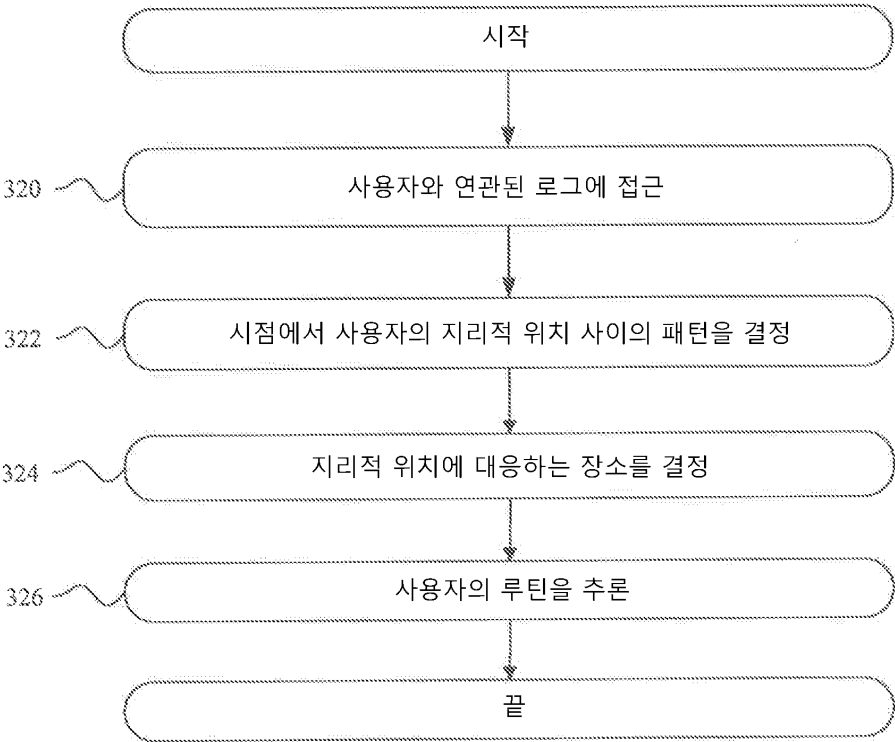 시작
320
사용자와 연관된 로그에 접근
322
시점에서 사용자의 지리적 위치 사이의 패턴을 결정
324
지리적 위치에 대응하는 장소를 결정
326
사용자의 루틴을 추론
끝